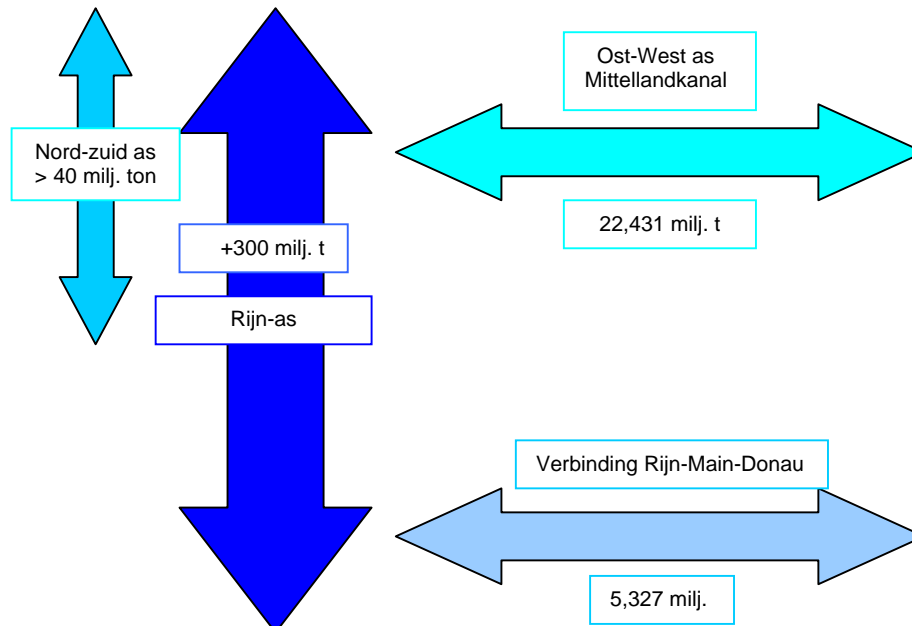 Ost-West as
Mittellandkanal
Nord-zuid as
> 40 milj. ton
22,431 milj. t
+300 milj. t
Rijn-as
Verbinding Rijn-Main-Donau
5,327 milj.